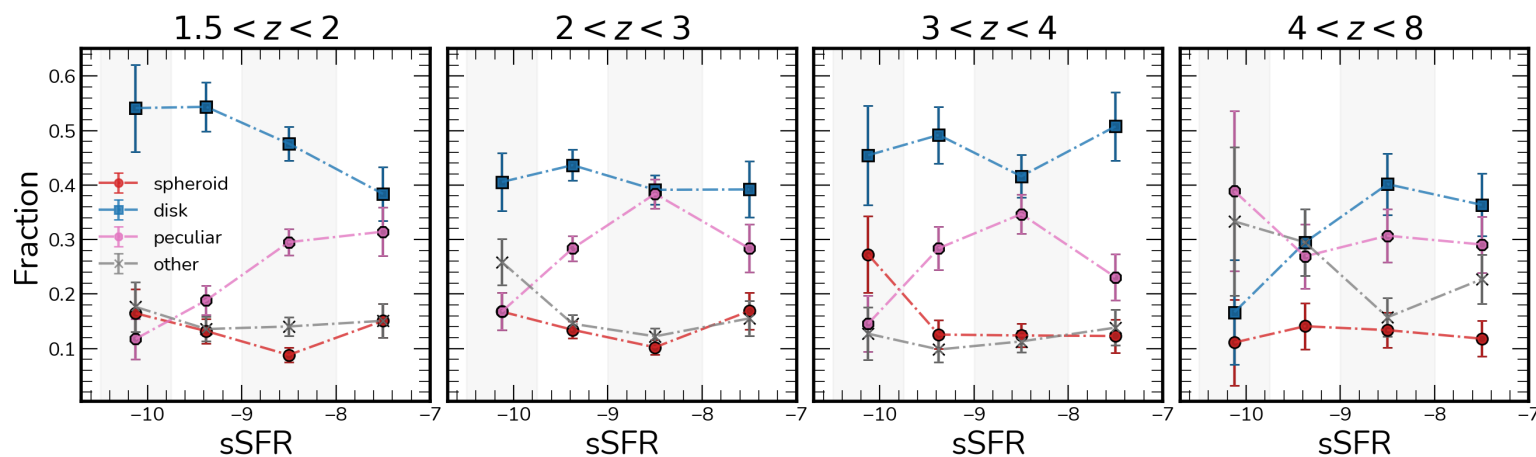 1.5 < z < 2
2 < z < 3
3 < z < 4
4 < z < 8
Fraction
0.6
0.5
0.4
0.3
0.2
0.1
spheroid
disk
peculiar
other
−10 −9 −8 −7
−10 −9 −8 −7
−10 −9 −8 −7
−10 −9 −8 −7
sSFR
sSFR
sSFR
sSFR